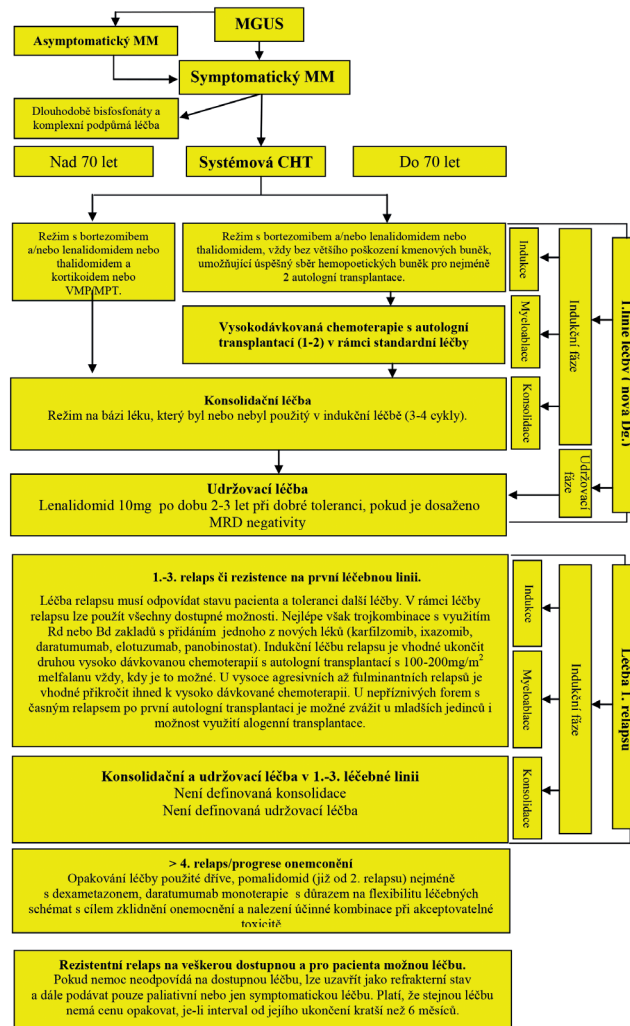 MGUS
Asymptomatický MM
Symptomatický MM
Dlouhodobě bisfosfonáty a
komplexní podpůrná léčba
Nad 70 let
Systémová CHT
Do 70 let
Režim s bortezomibem
a/nebo lenalidomidem nebo
thalidomidem a
kortikoidem nebo
VMP/MPT.
Režim s bortezomibem a/nebo lenalidomidem nebo
thalidomidem, vždy bez většího poškození kmenových buněk,
umožňující úspěšný sběr hemopoetických buněk pro nejméně
2 autologní transplantace.
Indukce
Vysokodávkovaná chemoterapie s autologní
transplantací (1-2) v rámci standardní léčby
Myeloablace
Indukční fáze
I.linie léčby ( nová Dg.)
Konsolidační léčba
Režim na bázi léku, který byl nebo nebyl použitý v indukční léčbě (3-4 cykly).
Konsolidace
Udržovací léčba
Lenalidomid 10mg po dobu 2-3 let při dobré toleranci, pokud je dosaženo
MRD negativity
Udržovací
fáze
1.-3. relaps či rezistence na první léčebnou linii.
Léčba relapsu musí odpovídat stavu pacienta a toleranci další léčby. V rámci léčby
relapsu lze použít všechny dostupné možnosti. Nejlépe však trojkombinace s využitím
Rd nebo Bd zakladů s přidáním jednoho z nových léků (karfilzomib, ixazomib,
daratumumab, elotuzumab, panobinostat). Indukční léčbu relapsu je vhodné ukončit
druhou vysoko dávkovanou chemoterapií s autologní transplantací s 100-200mg/m²
melfalanu vždy, kdy je to možné. U vysoce agresivních až fulminantních relapsů je
vhodné přikročit ihned k vysoko dávkované chemoterapii. U nepříznivých forem s
časným relapsem po první autologní transplantaci je možné zvážit u mladších jedinců i
možnost využití alogenní transplantace.
Indukce
Myeloablace
Indukční fáze
Léčba 1. relapsu
Konsolidační a udržovací léčba v 1.-3. léčebné linii
Není definovaná konsolidace
Není definovaná udržovací léčba
Konsolidace
> 4. relaps/progrese onemconění
Opakování léčby použité dříve, pomalidomid (již od 2. relapsu) nejméně
s dexametazonem, daratumumab monoterapie s důrazem na flexibilitu léčebných
schémat s cílem zklidnění onemocnění a nalezení účinné kombinace při akceptovatelné
toxicitě
Rezistentní relaps na veškerou dostupnou a pro pacienta možnou léčbu.
Pokud nemoc neodpovídá na dostupnou léčbu, lze uzavřít jako refrakterní stav
a dále podávat pouze paliativní nebo jen symptomatickou léčbu. Platí, že stejnou léčbu
nemá cenu opakovat, je-li interval od jejího ukončení kratší než 6 měsíců.